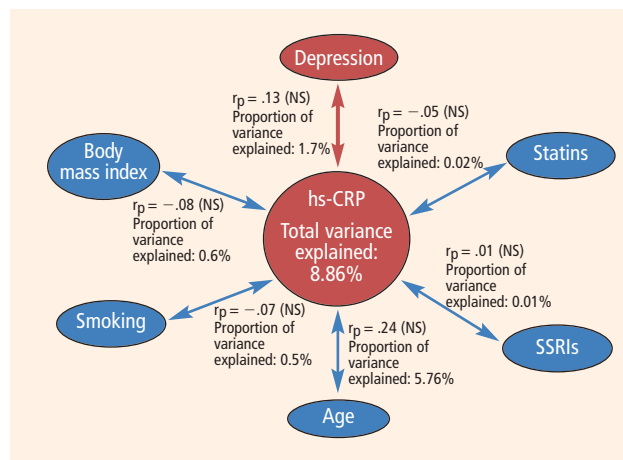 Depression
rp = .13 (NS)
Proportion of
variance
explained: 1.7%
rp = −.05 (NS)
Proportion of
variance
explained: 0.02%
Statins
Body
mass index
rp = −.08 (NS)
Proportion of
variance
explained: 0.6%
hs-CRP
Total variance
explained:
8.86%
rp = .01 (NS)
Proportion of
variance
explained: 0.01%
SSRIs
Smoking
rp = −.07 (NS)
Proportion of
variance
explained: 0.5%
rp = .24 (NS)
Proportion of
variance
explained: 5.76%
Age